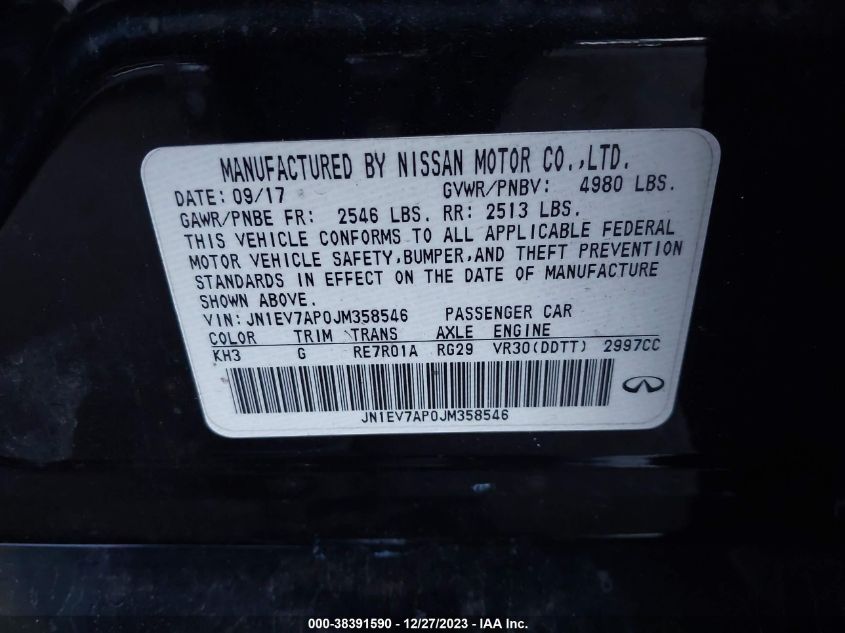 MANUFACTURED BY NISSAN MOTOR CO.,LTD.
DATE: 09/17 GVWR/PNBV: 4980 LBS.
GAWR/PNBE FR: 2546 LBS. RR: 2513 LBS.
THIS VEHICLE CONFORMS TO ALL APPLICABLE FEDERAL
MOTOR VEHICLE SAFETY,BUMPER,AND THEFT PREVENTION
STANDARDS IN EFFECT ON THE DATE OF MANUFACTURE
SHOWN ABOVE.
VIN: JN1EV7AP0JM358546 PASSENGER CAR
COLOR TRIM TRANS AXLE ENGINE
KH3 G RE7R01A RG29 VR30(DDTT) 2997CC
JN1EV7AP0JM358546
000-38391590 - 12/27/2023 - IAA Inc.